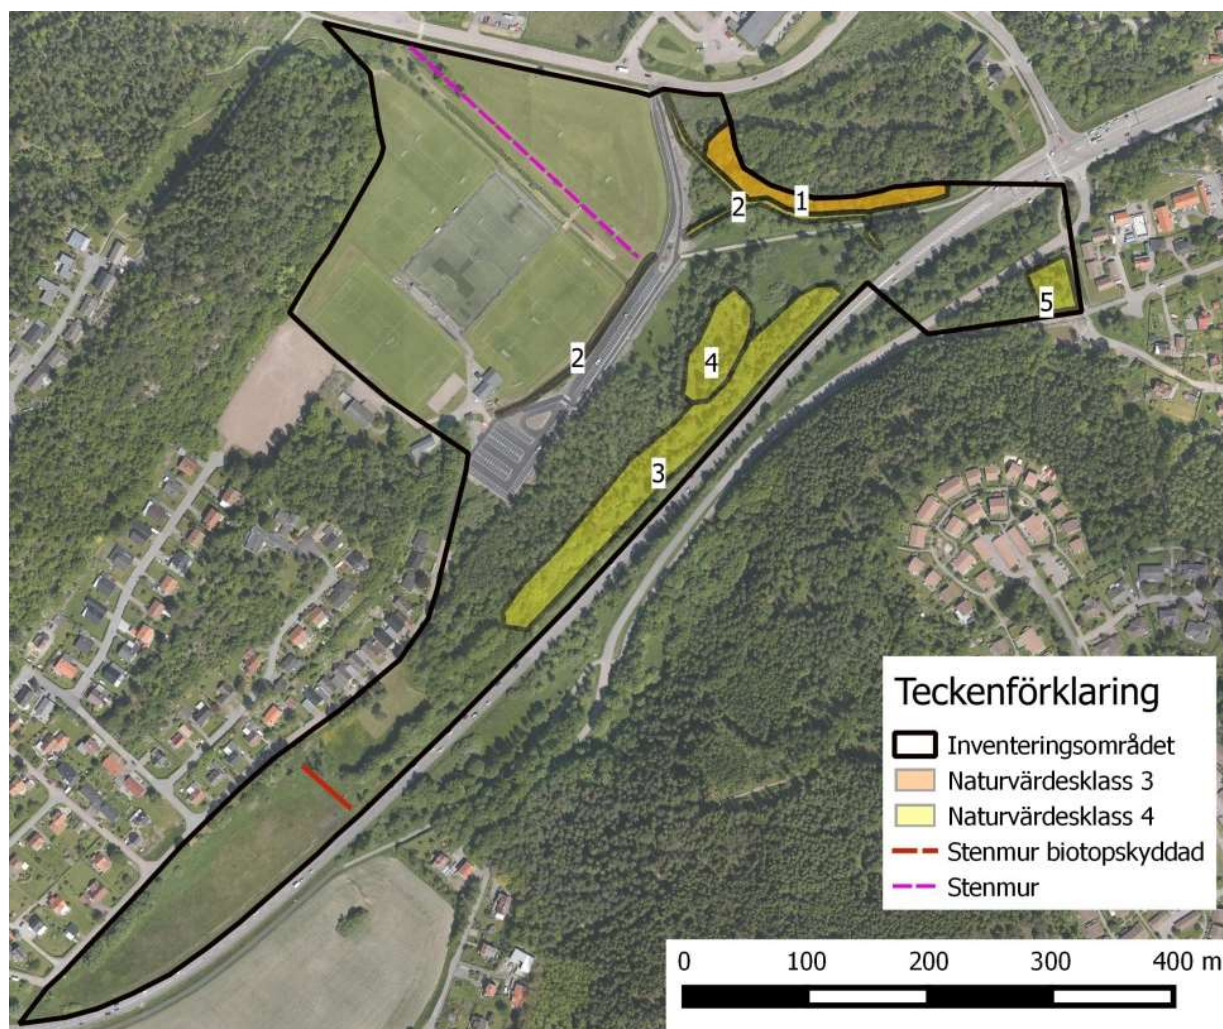 1
2
2
5
4
3
Teckenförklaring
Inventeringsområdet
Naturvärdesklass 3
Naturvärdesklass 4
Stenmur biotopskyddad
Stenmur
0 100 200 300 400 m